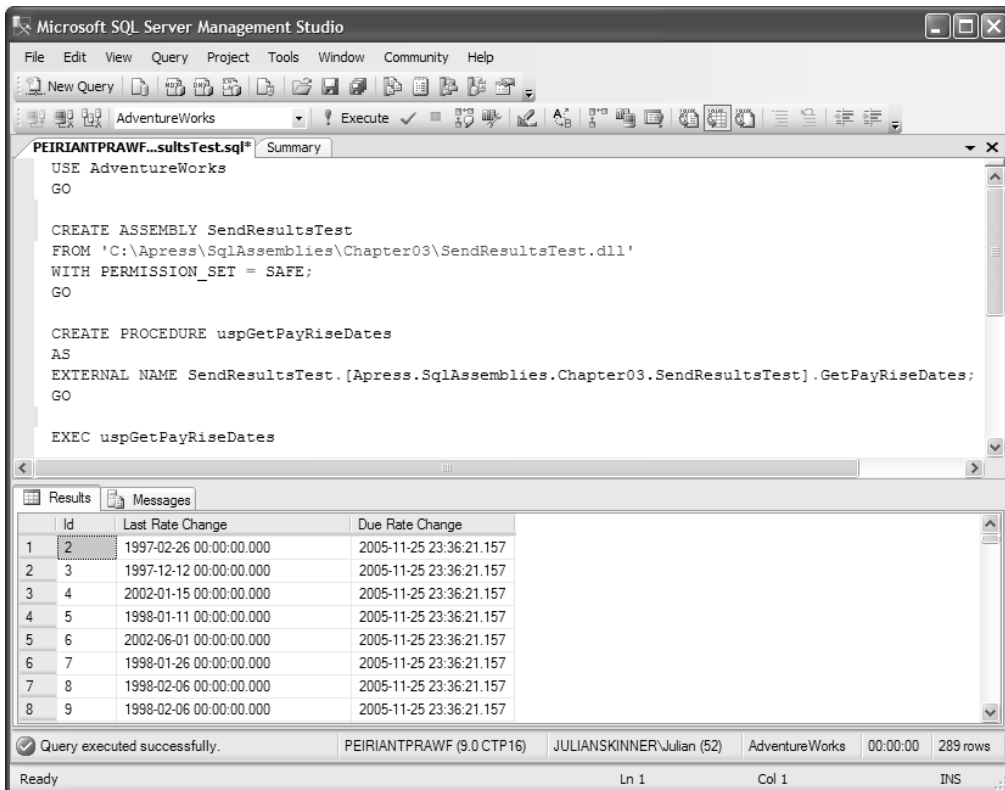 Microsoft SQL Server Management Studio
File Edit View Query Project Tools Window Community Help
New Query
AdventureWorks Execute
PEIRIANTPRAWF...sultsTest.sql* Summary
USE AdventureWorks
GO
CREATE ASSEMBLY SendResultsTest
FROM 'C:\Apress\SqlAssemblies\Chapter03\SendResultsTest.dll'
WITH PERMISSION_SET = SAFE;
GO
CREATE PROCEDURE uspGetPayRiseDates
AS
EXTERNAL NAME SendResultsTest.[Apress.SqlAssemblies.Chapter03.SendResultsTest].GetPayRiseDates;
GO
EXEC uspGetPayRiseDates
Results Messages
Id Last Rate Change Due Rate Change
1 2 1997-02-26 00:00:00.000 2005-11-25 23:36:21.157
2 3 1997-12-12 00:00:00.000 2005-11-25 23:36:21.157
3 4 2002-01-15 00:00:00.000 2005-11-25 23:36:21.157
4 5 1998-01-11 00:00:00.000 2005-11-25 23:36:21.157
5 6 2002-06-01 00:00:00.000 2005-11-25 23:36:21.157
6 7 1998-01-26 00:00:00.000 2005-11-25 23:36:21.157
7 8 1998-02-06 00:00:00.000 2005-11-25 23:36:21.157
8 9 1998-02-06 00:00:00.000 2005-11-25 23:36:21.157
Query executed successfully. PEIRIANTPRAWF (9.0 CTP16) JULIANSKINNER\Julian (52) AdventureWorks 00:00:00 289 rows
Ready Ln 1 Col 1 INS